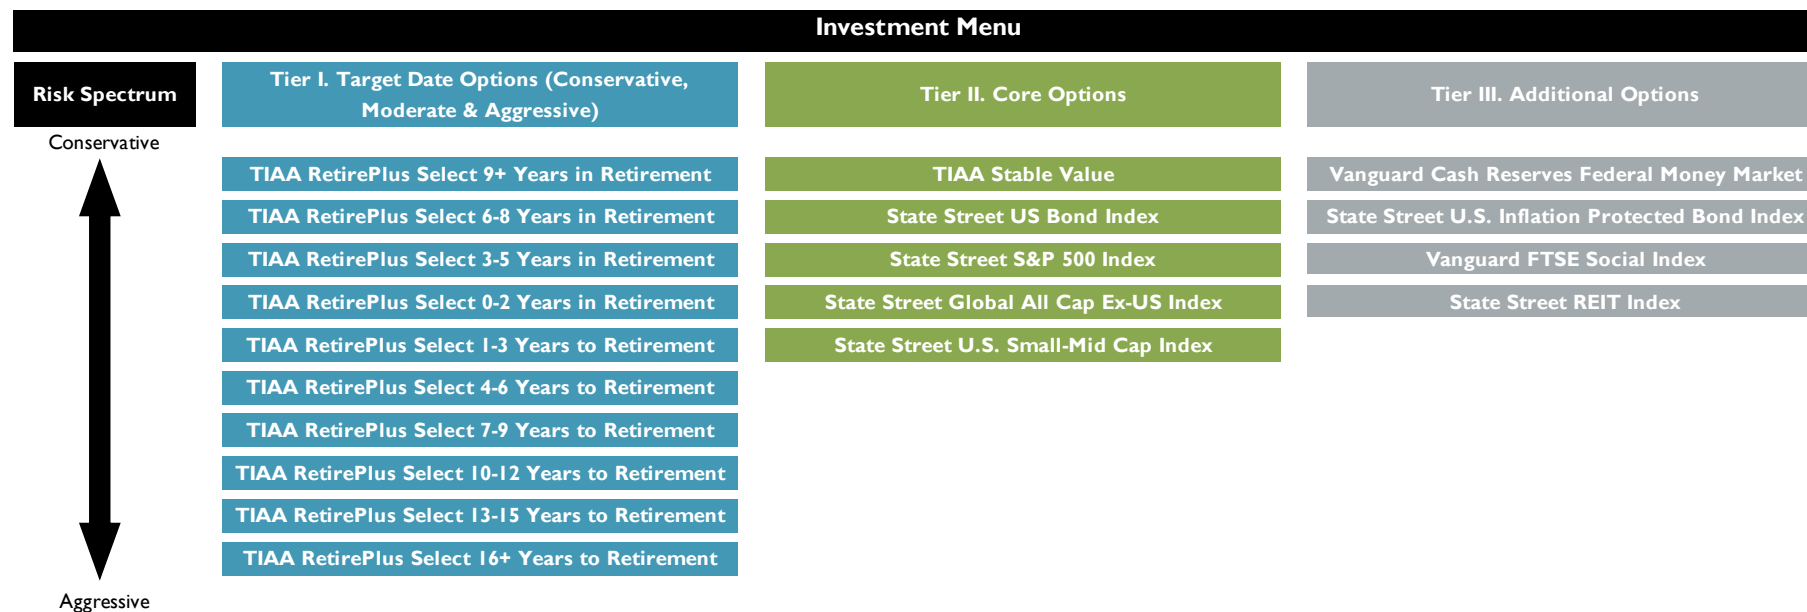 Investment Menu
Risk Spectrum
Tier I. Target Date Options (Conservative,
Moderate & Aggressive)
Tier II. Core Options
Tier III. Additional Options
Conservative
TIAA RetirePlus Select 9+ Years in Retirement
TIAA Stable Value
Vanguard Cash Reserves Federal Money Market
TIAA RetirePlus Select 6-8 Years in Retirement
State Street US Bond Index
State Street U.S. Inflation Protected Bond Index
TIAA RetirePlus Select 3-5 Years in Retirement
State Street S&P 500 Index
Vanguard FTSE Social Index
TIAA RetirePlus Select 0-2 Years in Retirement
State Street Global All Cap Ex-US Index
State Street REIT Index
TIAA RetirePlus Select 1-3 Years to Retirement
State Street U.S. Small-Mid Cap Index
TIAA RetirePlus Select 4-6 Years to Retirement
TIAA RetirePlus Select 7-9 Years to Retirement
TIAA RetirePlus Select 10-12 Years to Retirement
TIAA RetirePlus Select 13-15 Years to Retirement
TIAA RetirePlus Select 16+ Years to Retirement
Aggressive